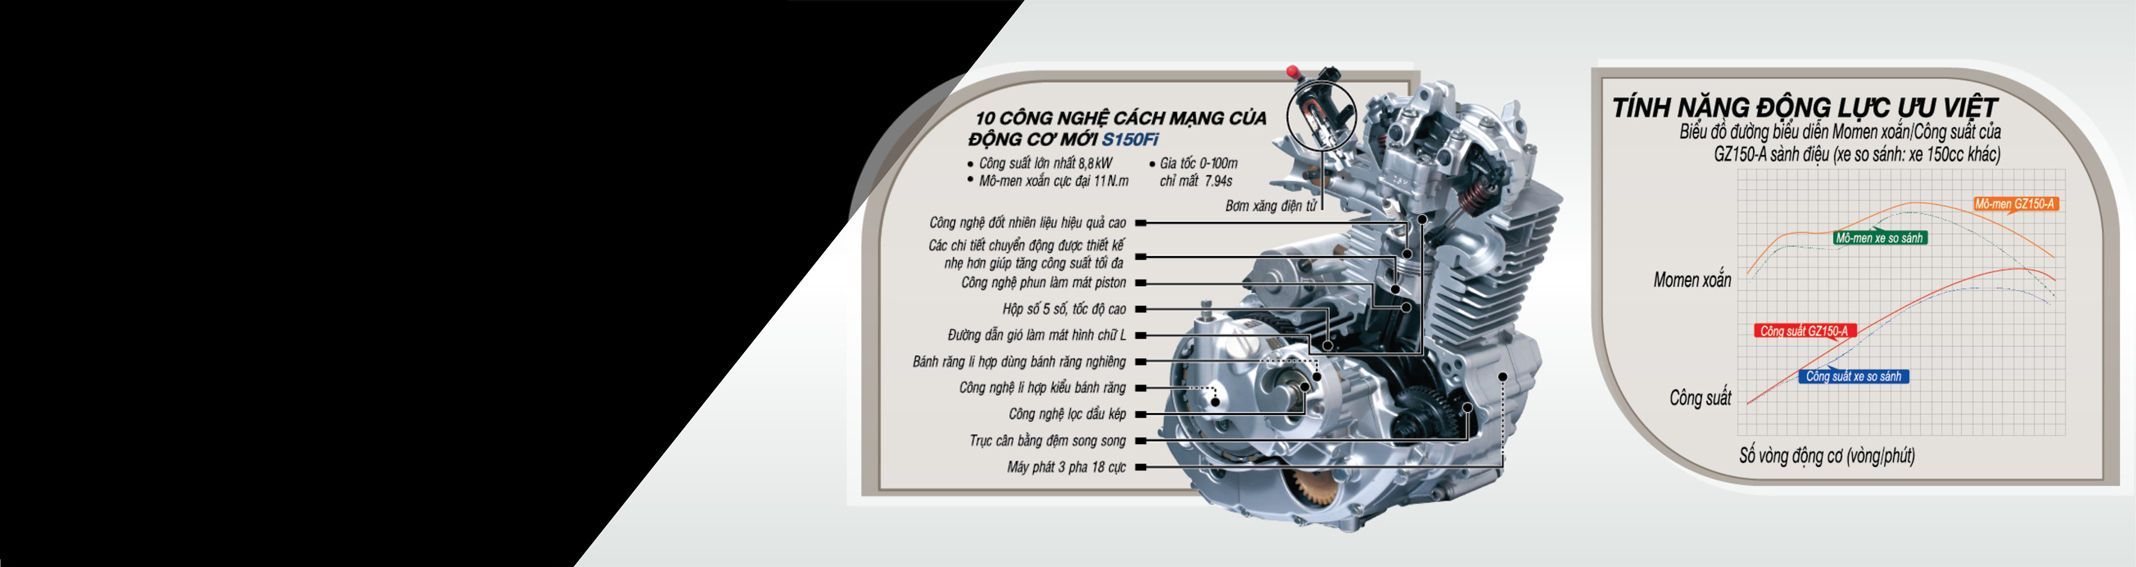 10 CÔNG NGHỆ CÁCH MẠNG CỦA
ĐỘNG CƠ MỚI S150Fi
• Công suất lớn nhất 8,8kW
• Mô-men xoắn cực đại 11N.m
• Gia tốc 0-100m
chỉ mất 7.94s
Bơm xăng điện tử
Công nghệ đốt nhiên liệu hiệu quả cao
Các chi tiết chuyển động được thiết kế
nhẹ hơn giúp tăng công suất tối đa
Công nghệ phun làm mát piston
Hộp số 5 số, tốc độ cao
Đường dẫn gió làm mát hình chữ L
Bánh răng li hợp dùng bánh răng nghiêng
Công nghệ li hợp kiểu bánh răng
Công nghệ lọc dầu kép
Trục cân bằng đệm song song
Máy phát 3 pha 18 cực
TÍNH NĂNG ĐỘNG LỰC ƯU VIỆT
Biểu đồ đường biểu diễn Momen xoắn/Công suất của
GZ150-A sành điệu (xe so sánh: xe 150cc khác)
Mô-men GZ150-A
Mô-men xe so sánh
Momen xoắn
Công suất GZ150-A
Công suất xe so sánh
Công suất
Số vòng động cơ (vòng/phút)